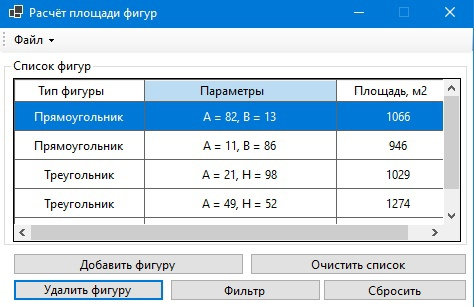 Расчёт площади фигур
Файл
Список фигур
Тип фигуры Параметры Площадь, м2
Прямоугольник A = 82, B = 13 1066
Прямоугольник A = 11, B = 86 946
Треугольник A = 21, H = 98 1029
Треугольник A = 49, H = 52 1274
Добавить фигуру Очистить список
Удалить фигуру Фильтр Сбросить